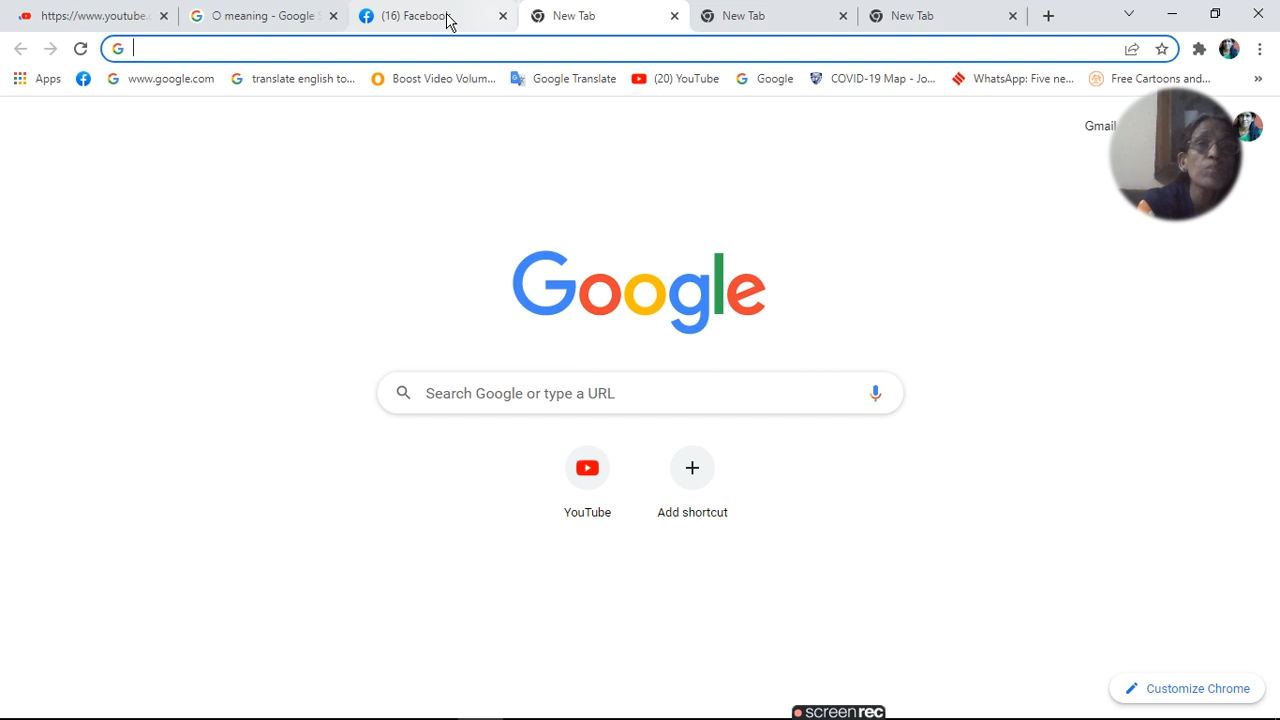 https://www.youtube.c
O meaning - Google S
(16) Facebook
New Tab
New Tab
New Tab
Apps
www.google.com
translate english to...
Boost Video Volum...
Google Translate
(20) YouTube
Google
COVID-19 Map - Jo...
WhatsApp: Five ne...
Free Cartoons and...
»
Gmail
Google
Search Google or type a URL
YouTube
Add shortcut
Customize Chrome
screenrec